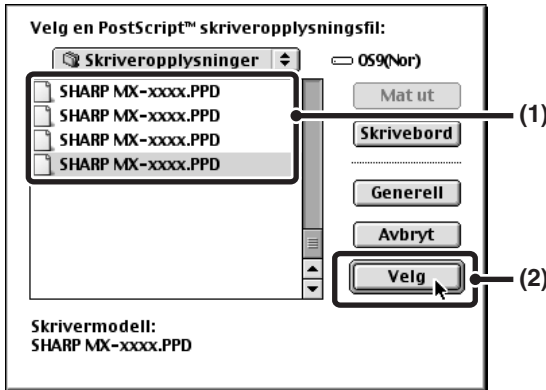 Velg en PostScript™ skriveropplysningsfil:
Skriveropplysninger
OS9(Nor)
SHARP MX-xxxx.PPD
SHARP MX-xxxx.PPD
SHARP MX-xxxx.PPD
SHARP MX-xxxx.PPD
(1)
Mat ut
Skrivebord
Generell
Avbryt
Velg
(2)
Skrivermodell:
SHARP MX-xxxx.PPD